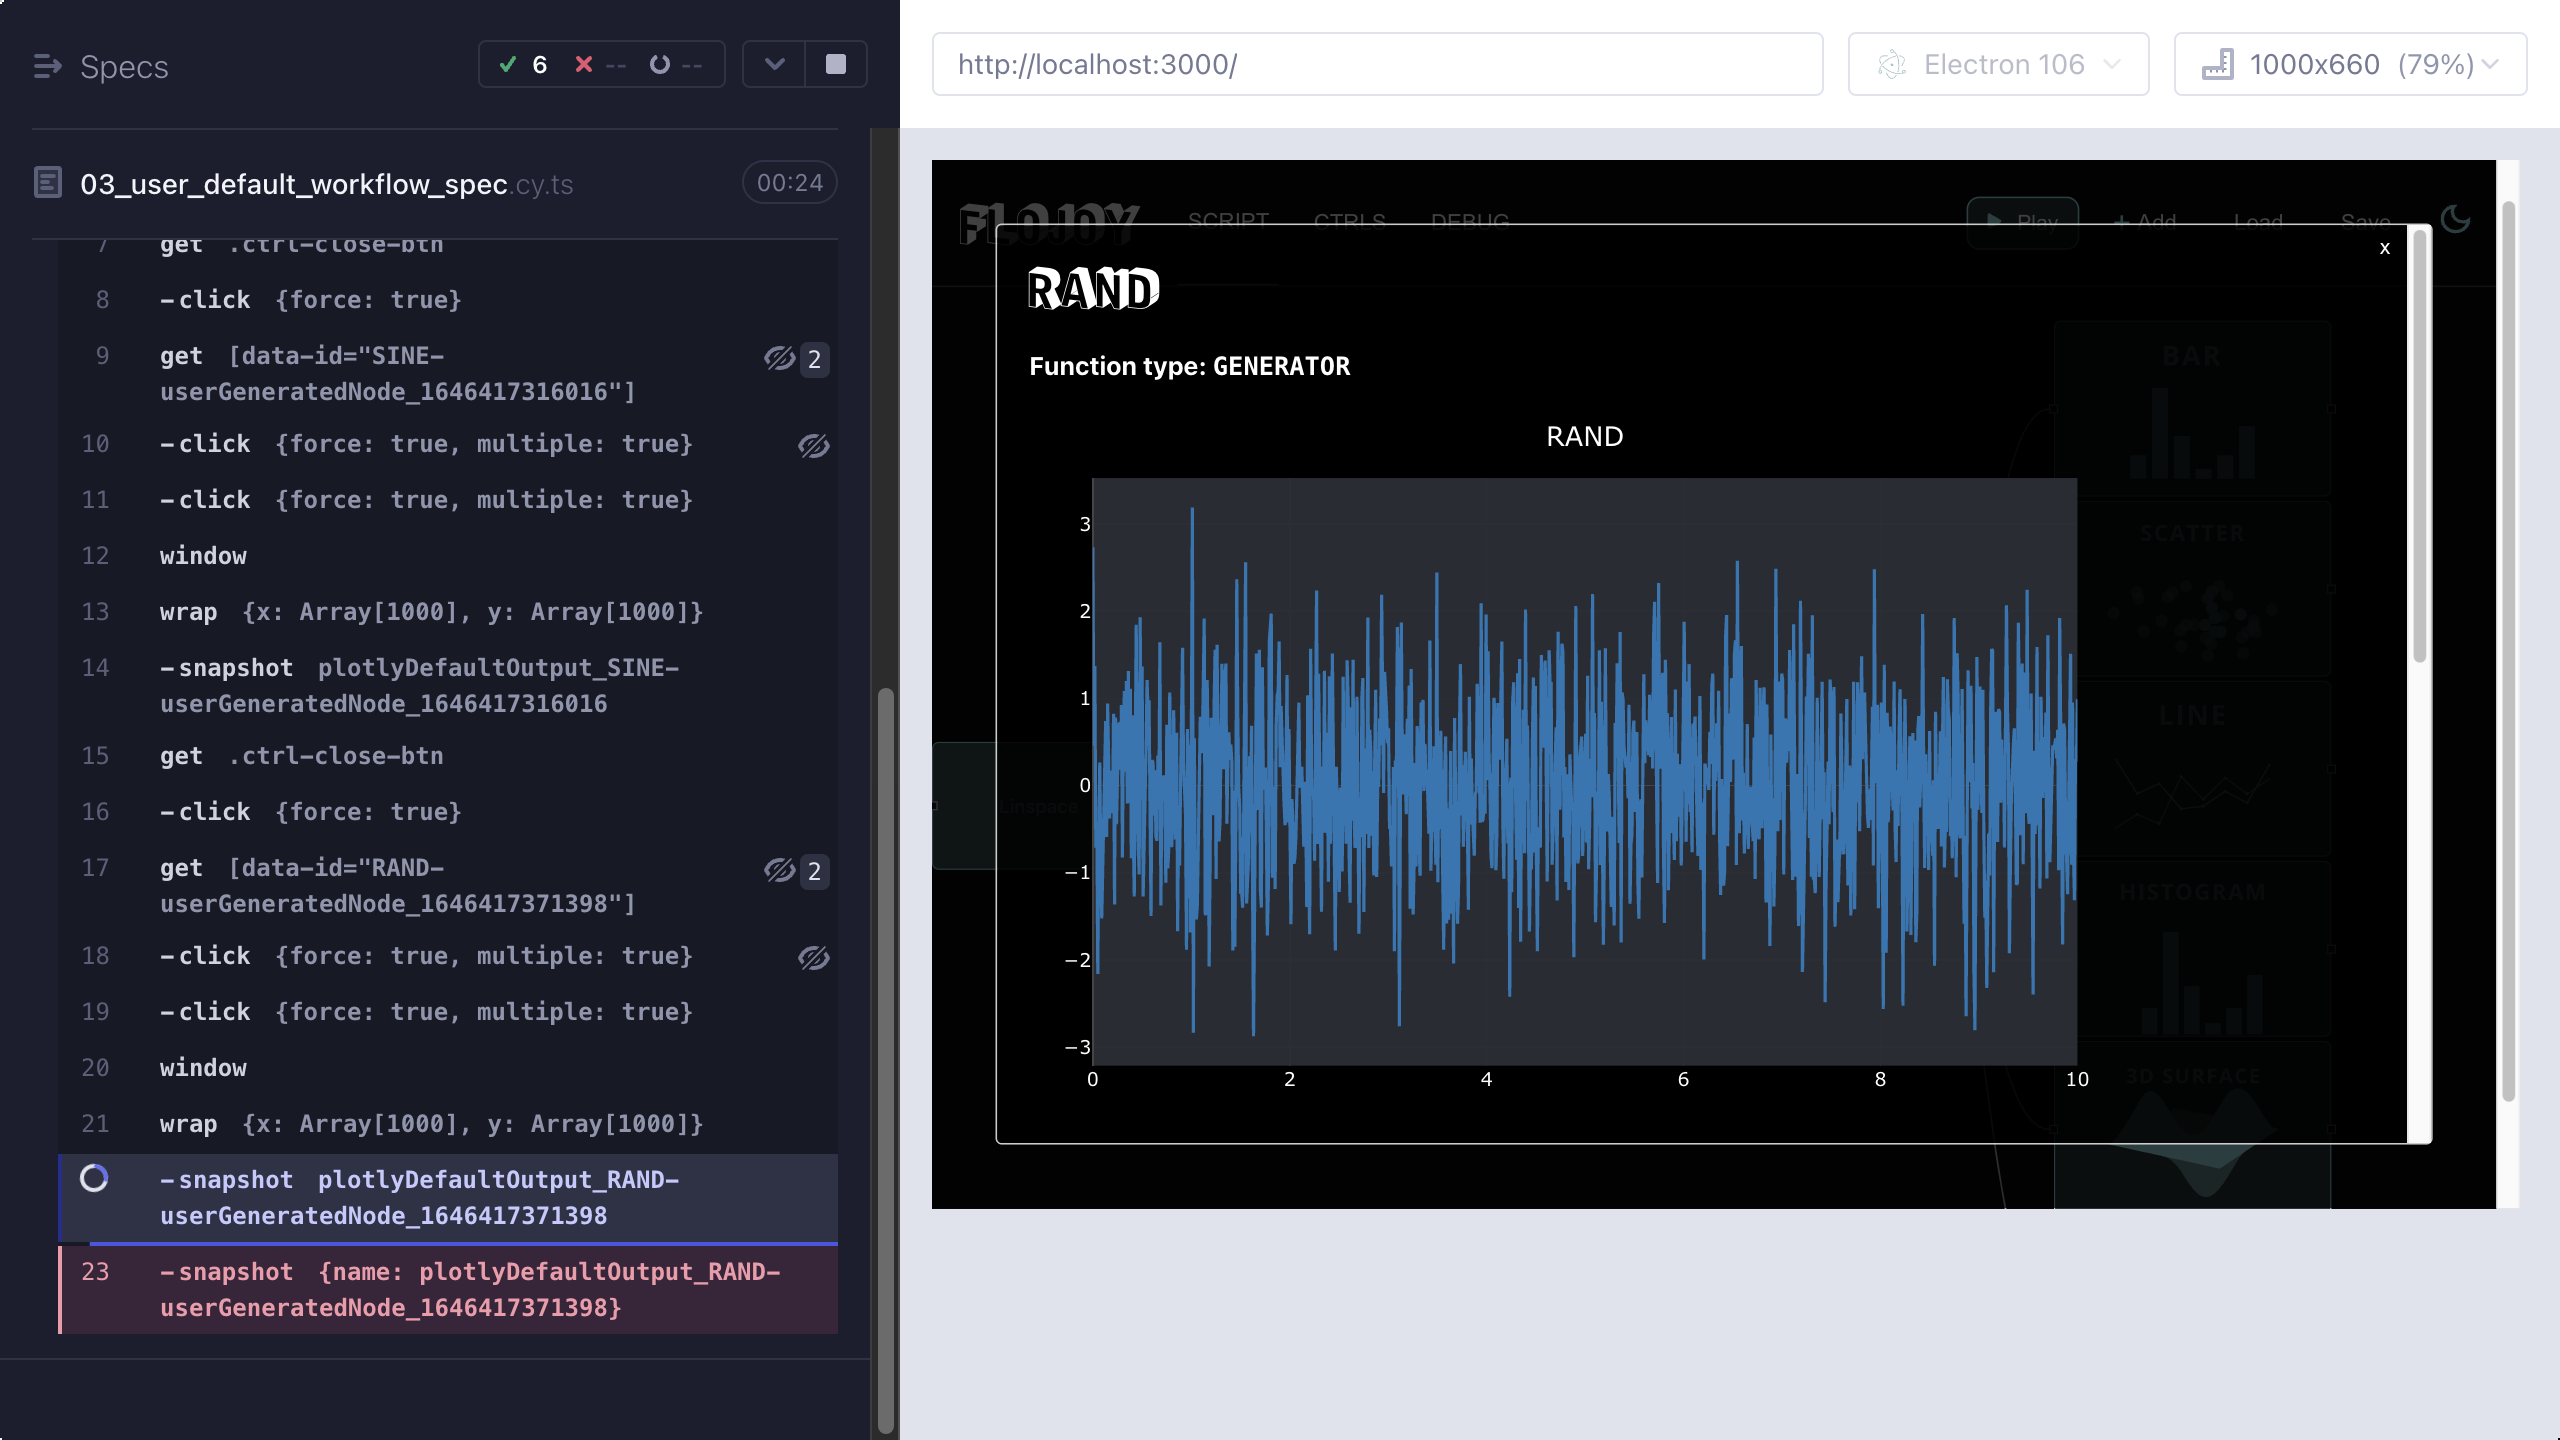 Specs
6 -- --
03_user_default_workflow_spec.cy.ts 00:24
7 get .ctrl-close-btn
8 -click {force: true}
9 get [data-id="SINE-
userGeneratedNode_1646417316016"] 2
10 -click {force: true, multiple: true}
11 -click {force: true, multiple: true}
12 window
13 wrap {x: Array[1000], y: Array[1000]}
14 -snapshot plotlyDefaultOutput_SINE-
userGeneratedNode_1646417316016
15 get .ctrl-close-btn
16 -click {force: true}
17 get [data-id="RAND-
userGeneratedNode_1646417371398"] 2
18 -click {force: true, multiple: true}
19 -click {force: true, multiple: true}
20 window
21 wrap {x: Array[1000], y: Array[1000]}
-snapshot plotlyDefaultOutput_RAND-
userGeneratedNode_1646417371398
23 -snapshot {name: plotlyDefaultOutput_RAND-
userGeneratedNode_1646417371398}
http://localhost:3000/
Electron 106
1000x660 (79%)
FLOJOY SCRIPT CTRLS DEBUG Play + Add Load Save
x
RAND
Function type: GENERATOR
RAND
3
2
1
0
−1
−2
−3
0 2 4 6 8 10
Linspace
BAR
SCATTER
LINE
HISTOGRAM
3D SURFACE